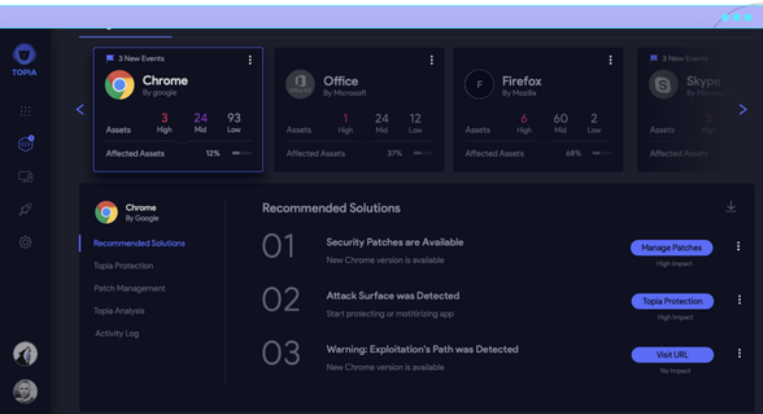 TOPIA
3 New Events
Chrome
By google
Assets
3 High
24 Mid
93 Low
Affected Assets 12%
Office
By Microsoft
Assets
1 High
24 Mid
12 Low
Affected Assets 37%
F
Firefox
By Mozilla
Assets
6 High
60 Mid
2 Low
Affected Assets 68%
3 New Events
Skype
By
Assets
3 High
Affected Assets
Chrome
By Google
Recommended Solutions
Topia Protection
Patch Management
Topia Analysis
Activity Log
Recommended Solutions
01 Security Patches are Available
New Chrome version is available
Manage Patches
High Impact
02 Attack Surface was Detected
Start protecting or motitirizing app
Topia Protection
High Impact
03 Warning: Exploitation's Path was Detected
New Chrome version is available
Visit URL
No Impact